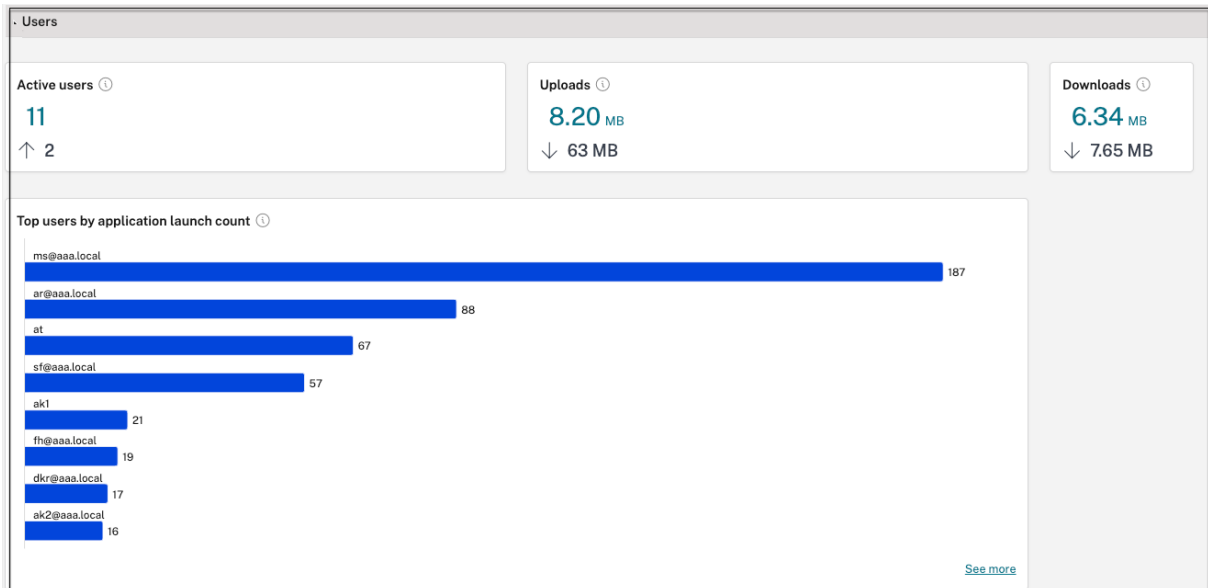 Users
Active users
11
↑ 2
Uploads
8.20 MB
↓ 63 MB
Downloads
6.34 MB
↓ 7.65 MB
Top users by application launch count
ms@aaa.local
187
ar@aaa.local
88
at
67
sf@aaa.local
57
ak1
21
fh@aaa.local
19
dkr@aaa.local
17
ak2@aaa.local
16
See more